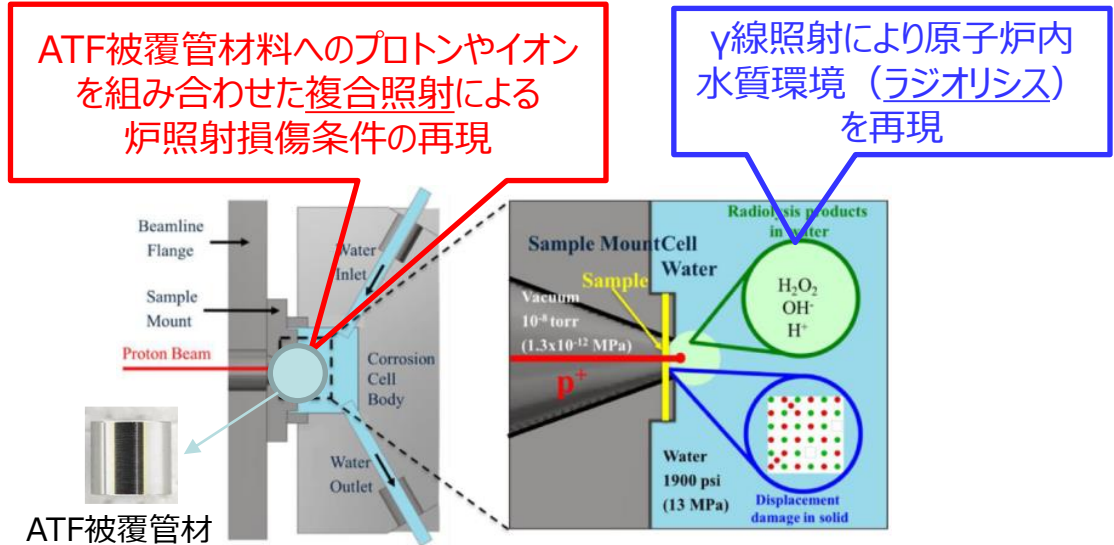 ATF被覆管材料へのプロトンやイオン
を組み合わせた複合照射による
炉照射損傷条件の再現
γ線照射により原子炉内
水質環境（ラジオリシス）
を再現
Beamline
Flange
Sample
Mount
Proton Beam
Water
Inlet
Corrosion
Cell
Body
Water
Outlet
ATF被覆管材
Radiolysis products
in water
Sample Mount
Cell
Water
Sample
Vacuum
10⁻⁸ torr
(1.3x10⁻¹² MPa)
p⁺
H₂O₂
OH⁻
H⁺
Water
1900 psi
(13 MPa)
Displacement
damage in solid